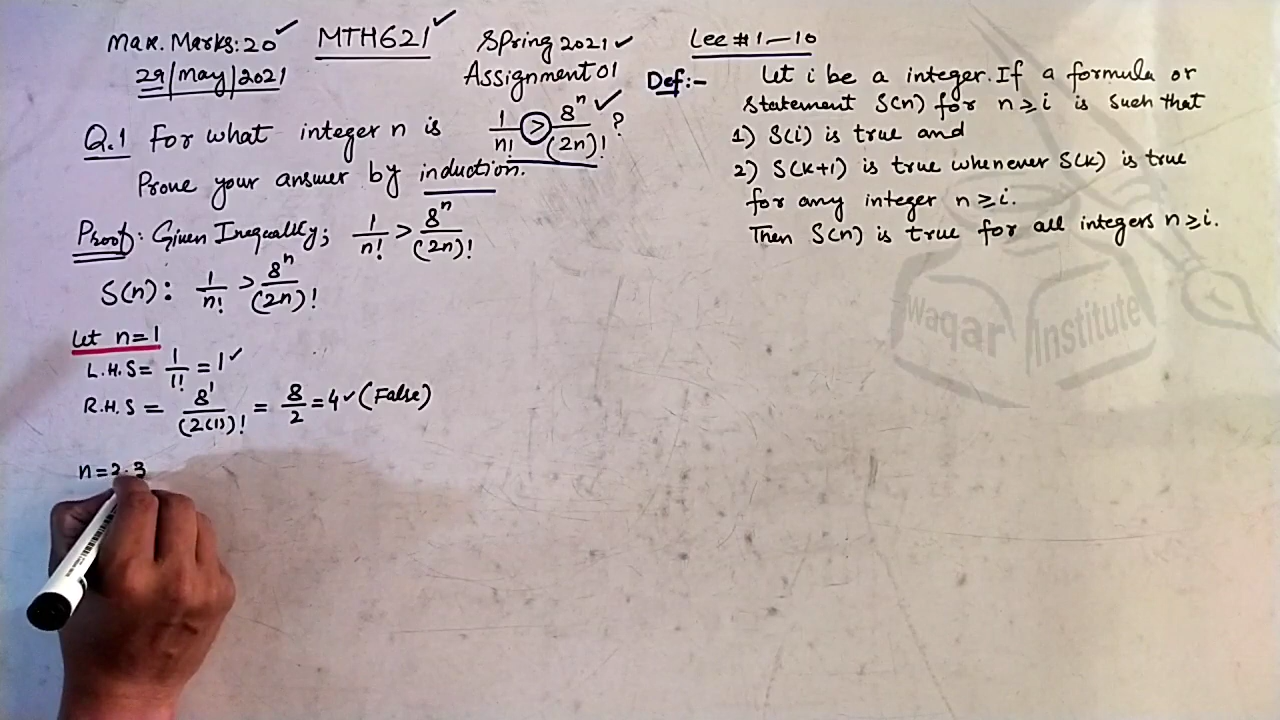 Max. Marks: 20 ✓ MTH621 ✓ Spring 2021 ✓ Lec # 1-10
29/May/2021 Assignment 01
Q.1 For what integer n is 1/n! > 8^n/(2n)! ✓ ?
Prove your answer by induction.
Proof: Given Inequality; 1/n! > 8^n/(2n)!
S(n): 1/n! > 8^n/(2n)!
Let n=1
L.H.S = 1/1! = 1 ✓
R.H.S = 8^1/(2(1))! = 8/2 = 4 ✓ (False)
n=2.3
Def:- Let i be a integer. If a formula or
statement S(n) for n≥i is such that
1) S(i) is true and
2) S(k+1) is true whenever S(k) is true
for any integer n≥i.
Then S(n) is true for all integers n≥i.
Waqar Institute